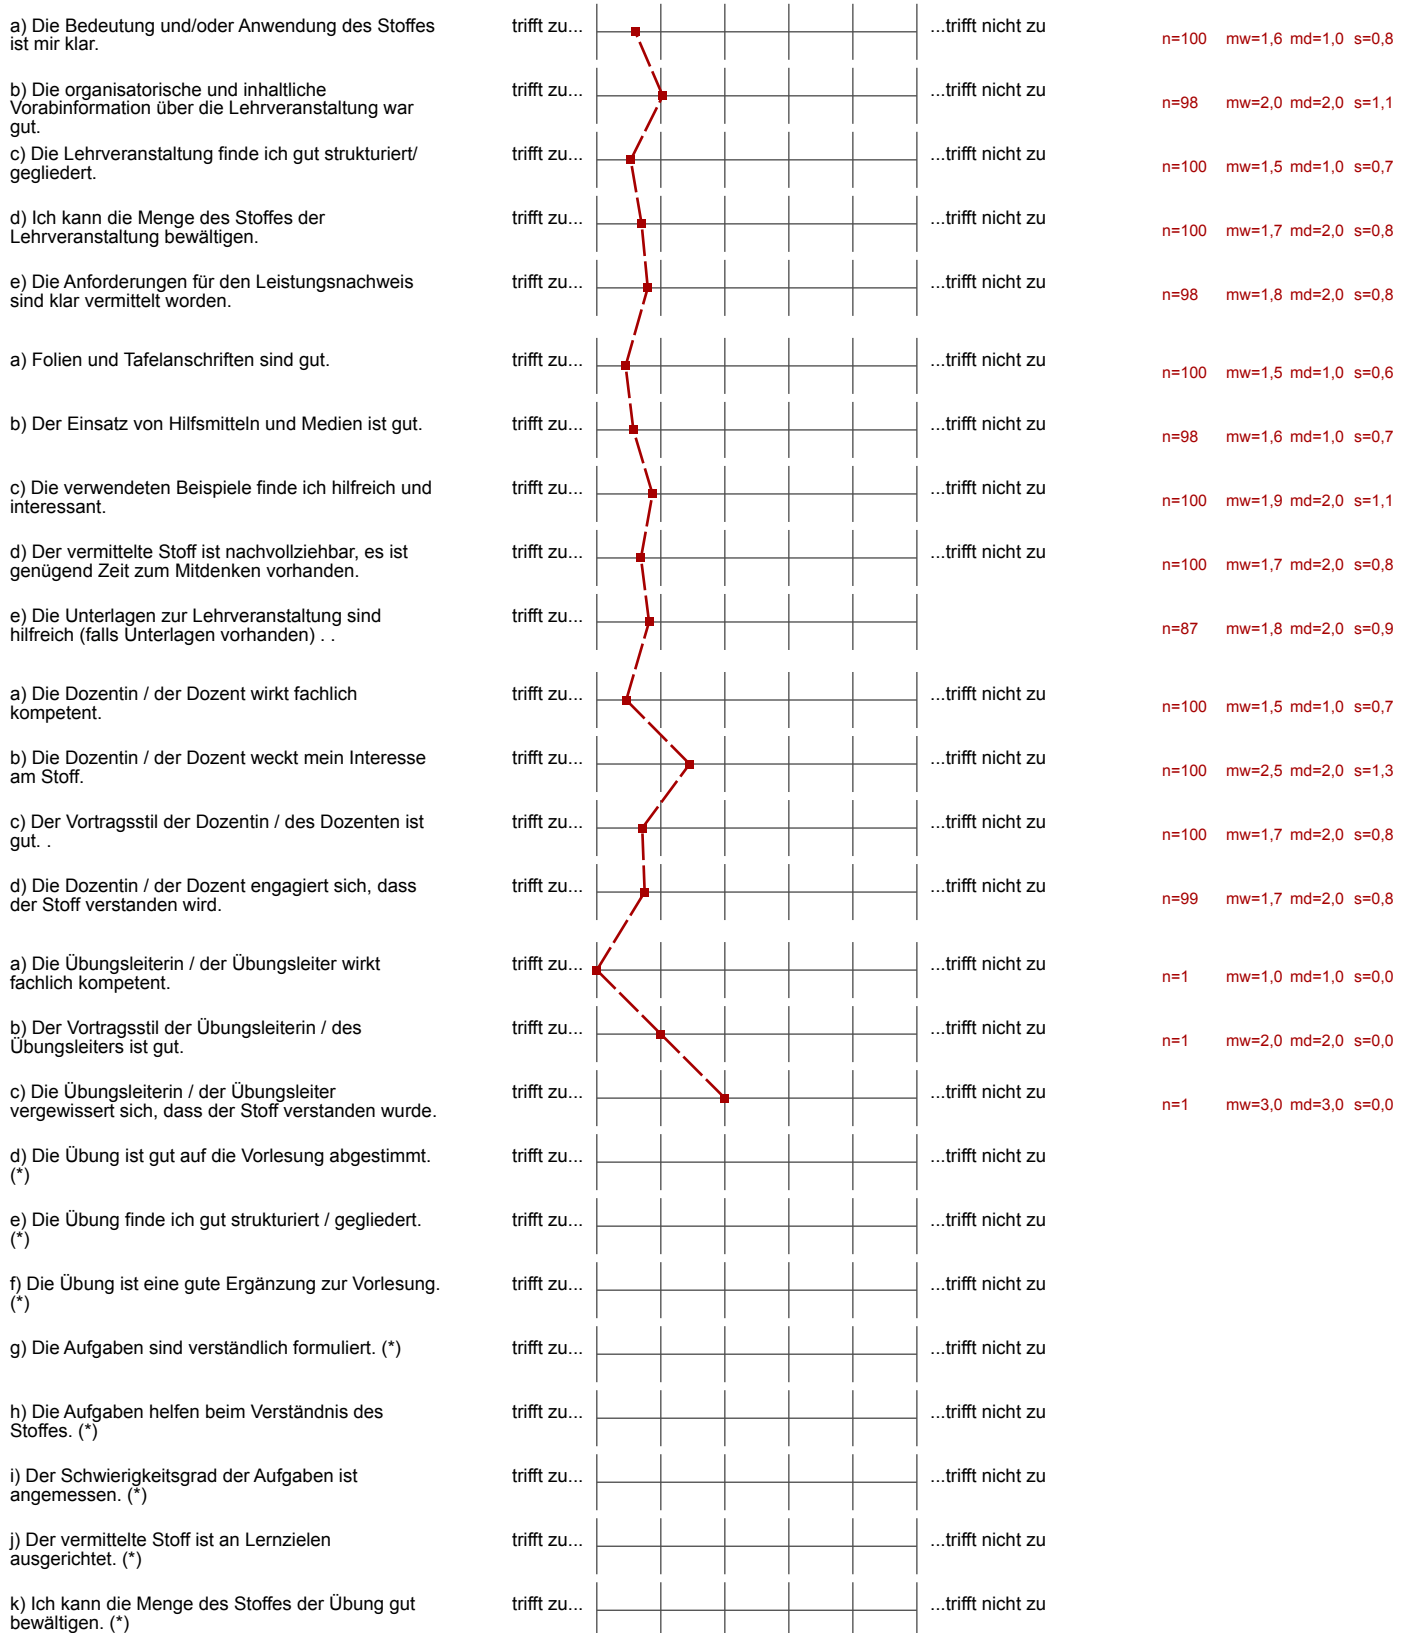 a) Die Bedeutung und/oder Anwendung des Stoffes trifft zu... ...trifft nicht zu
ist mir klar. n=100 mw=1,6 md=1,0 s=0,8
b) Die organisatorische und inhaltliche trifft zu... ...trifft nicht zu
Vorabinformation über die Lehrveranstaltung war n=98 mw=2,0 md=2,0 s=1,1
gut.
c) Die Lehrveranstaltung finde ich gut strukturiert/ trifft zu... ...trifft nicht zu
gegliedert. n=100 mw=1,5 md=1,0 s=0,7
d) Ich kann die Menge des Stoffes der trifft zu... ...trifft nicht zu
Lehrveranstaltung bewältigen. n=100 mw=1,7 md=2,0 s=0,8
e) Die Anforderungen für den Leistungsnachweis trifft zu... ...trifft nicht zu
sind klar vermittelt worden. n=98 mw=1,8 md=2,0 s=0,8
a) Folien und Tafelanschriften sind gut. trifft zu... ...trifft nicht zu
n=100 mw=1,5 md=1,0 s=0,6
b) Der Einsatz von Hilfsmitteln und Medien ist gut. trifft zu... ...trifft nicht zu
n=98 mw=1,6 md=1,0 s=0,7
c) Die verwendeten Beispiele finde ich hilfreich und trifft zu... ...trifft nicht zu
interessant. n=100 mw=1,9 md=2,0 s=1,1
d) Der vermittelte Stoff ist nachvollziehbar, es ist trifft zu... ...trifft nicht zu
genügend Zeit zum Mitdenken vorhanden. n=100 mw=1,7 md=2,0 s=0,8
e) Die Unterlagen zur Lehrveranstaltung sind trifft zu... ...trifft nicht zu
hilfreich (falls Unterlagen vorhanden) . . n=87 mw=1,8 md=2,0 s=0,9
a) Die Dozentin / der Dozent wirkt fachlich trifft zu... ...trifft nicht zu
kompetent. n=100 mw=1,5 md=1,0 s=0,7
b) Die Dozentin / der Dozent weckt mein Interesse trifft zu... ...trifft nicht zu
am Stoff. n=100 mw=2,5 md=2,0 s=1,3
c) Der Vortragsstil der Dozentin / des Dozenten ist trifft zu... ...trifft nicht zu
gut. . n=100 mw=1,7 md=2,0 s=0,8
d) Die Dozentin / der Dozent engagiert sich, dass trifft zu... ...trifft nicht zu
der Stoff verstanden wird. n=99 mw=1,7 md=2,0 s=0,8
a) Die Übungsleiterin / der Übungsleiter wirkt trifft zu... ...trifft nicht zu
fachlich kompetent. n=1 mw=1,0 md=1,0 s=0,0
b) Der Vortragsstil der Übungsleiterin / des trifft zu... ...trifft nicht zu
Übungsleiters ist gut. n=1 mw=2,0 md=2,0 s=0,0
c) Die Übungsleiterin / der Übungsleiter trifft zu... ...trifft nicht zu
vergewissert sich, dass der Stoff verstanden wurde. n=1 mw=3,0 md=3,0 s=0,0
d) Die Übung ist gut auf die Vorlesung abgestimmt. trifft zu... ...trifft nicht zu
(*)
e) Die Übung finde ich gut strukturiert / gegliedert. trifft zu... ...trifft nicht zu
(*)
f) Die Übung ist eine gute Ergänzung zur Vorlesung. trifft zu... ...trifft nicht zu
(*)
g) Die Aufgaben sind verständlich formuliert. (*) trifft zu... ...trifft nicht zu
h) Die Aufgaben helfen beim Verständnis des trifft zu... ...trifft nicht zu
Stoffes. (*)
i) Der Schwierigkeitsgrad der Aufgaben ist trifft zu... ...trifft nicht zu
angemessen. (*)
j) Der vermittelte Stoff ist an Lernzielen trifft zu... ...trifft nicht zu
ausgerichtet. (*)
k) Ich kann die Menge des Stoffes der Übung gut trifft zu... ...trifft nicht zu
bewältigen. (*)